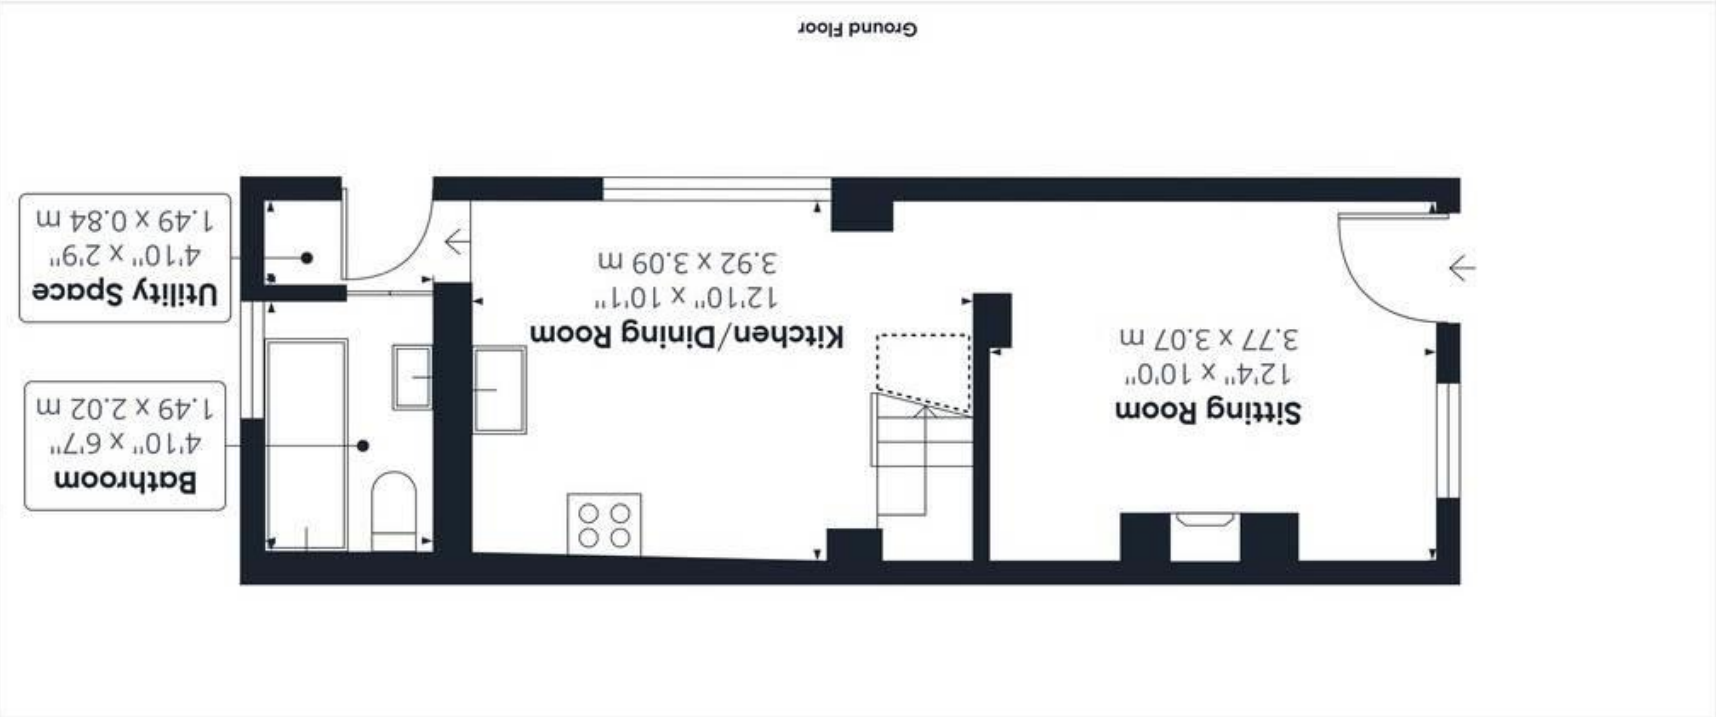 Sitting Room
12'4" x 10'0"
3.77 x 3.07 m
Kitchen/Dining Room
12'10" x 10'1"
3.92 x 3.09 m
Bathroom
4'10" x 6'7"
1.49 x 2.02 m
Utility Space
4'10" x 2'9"
1.49 x 0.84 m
Ground Floor